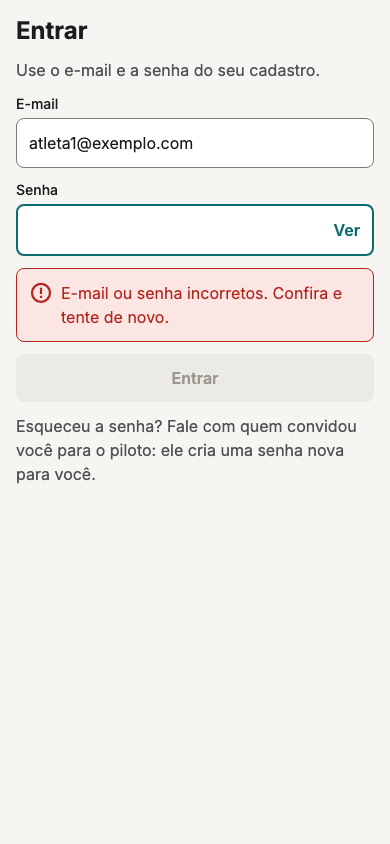 Entrar
Use o e-mail e a senha do seu cadastro.
E-mail
atleta1@exemplo.com
Senha
Ver
E-mail ou senha incorretos. Confira e
tente de novo.
Entrar
Esqueceu a senha? Fale com quem convidou
você para o piloto: ele cria uma senha nova
para você.